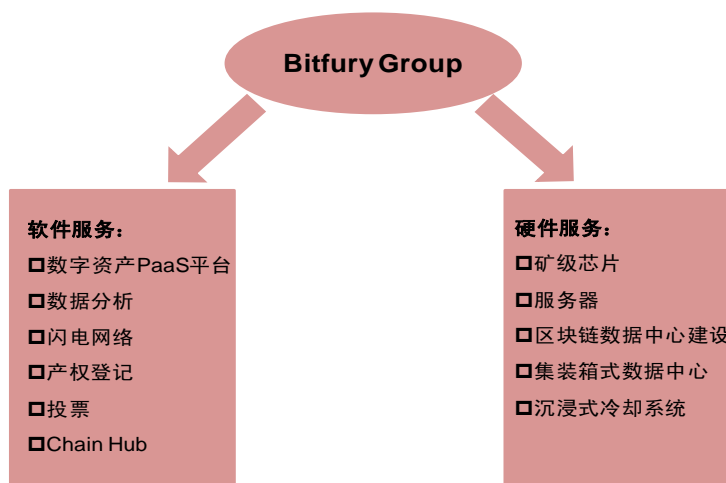 Bitfury Group
软件服务：
数字资产PaaS平台
数据分析
闪电网络
产权登记
投票
Chain Hub
硬件服务：
矿级芯片
服务器
区块链数据中心建设
集装箱式数据中心
沉浸式冷却系统